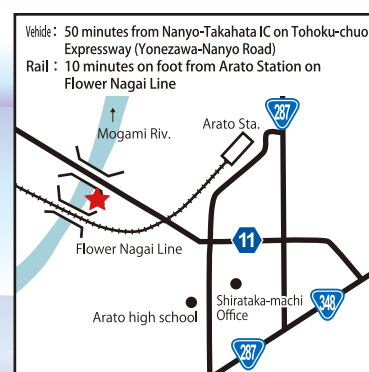 Vehicle: 50 minutes from Nanyo-Takahata IC on Tohoku-chuo
Expressway (Yonezawa-Nanyo Road)
Rail : 10 minutes on foot from Arato Station on
Flower Nagai Line
287
Mogami Riv.
Arato Sta.
Flower Nagai Line
11
Shirataka-machi
Office
Arato high school
348
287